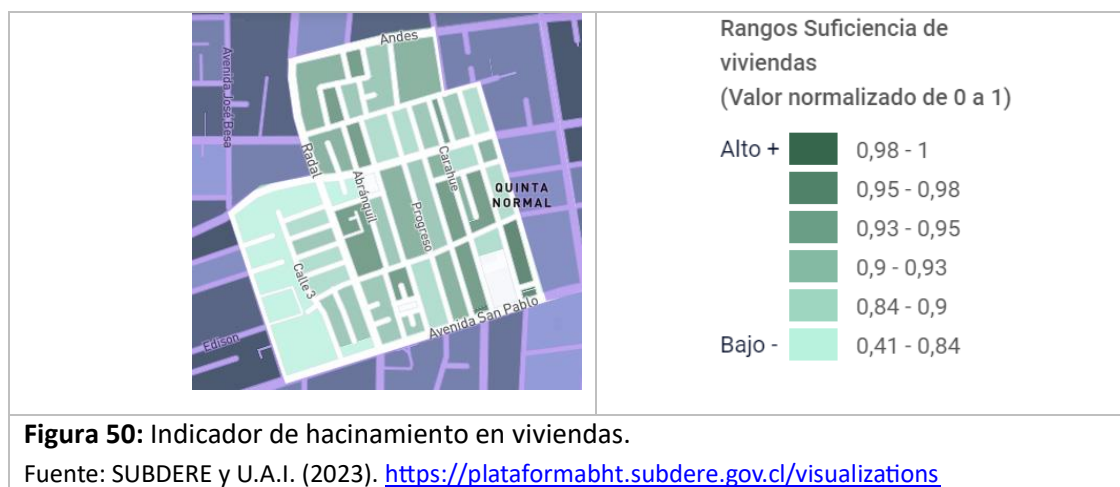 Andes
Avenida José Besa
Radal
Carahue
Abránquil
QUINTA
NORMAL
Progreso
Calle 3
Avenida San Pablo
Edison
Rangos Suficiencia de
viviendas
(Valor normalizado de 0 a 1)
Alto + 0,98 - 1
0,95 - 0,98
0,93 - 0,95
0,9 - 0,93
0,84 - 0,9
Bajo - 0,41 - 0,84
Figura 50: Indicador de hacinamiento en viviendas.
Fuente: SUBDERE y U.A.I. (2023). https://plataformabht.subdere.gov.cl/visualizations